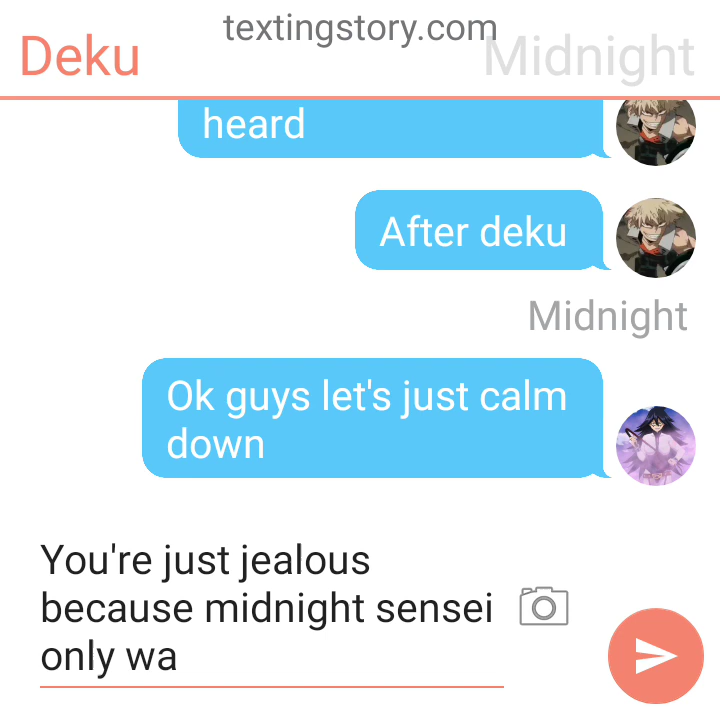 textingstory.com
Deku
Midnight
heard
After deku
Midnight
Ok guys let's just calm
down
You're just jealous
because midnight sensei
only wa